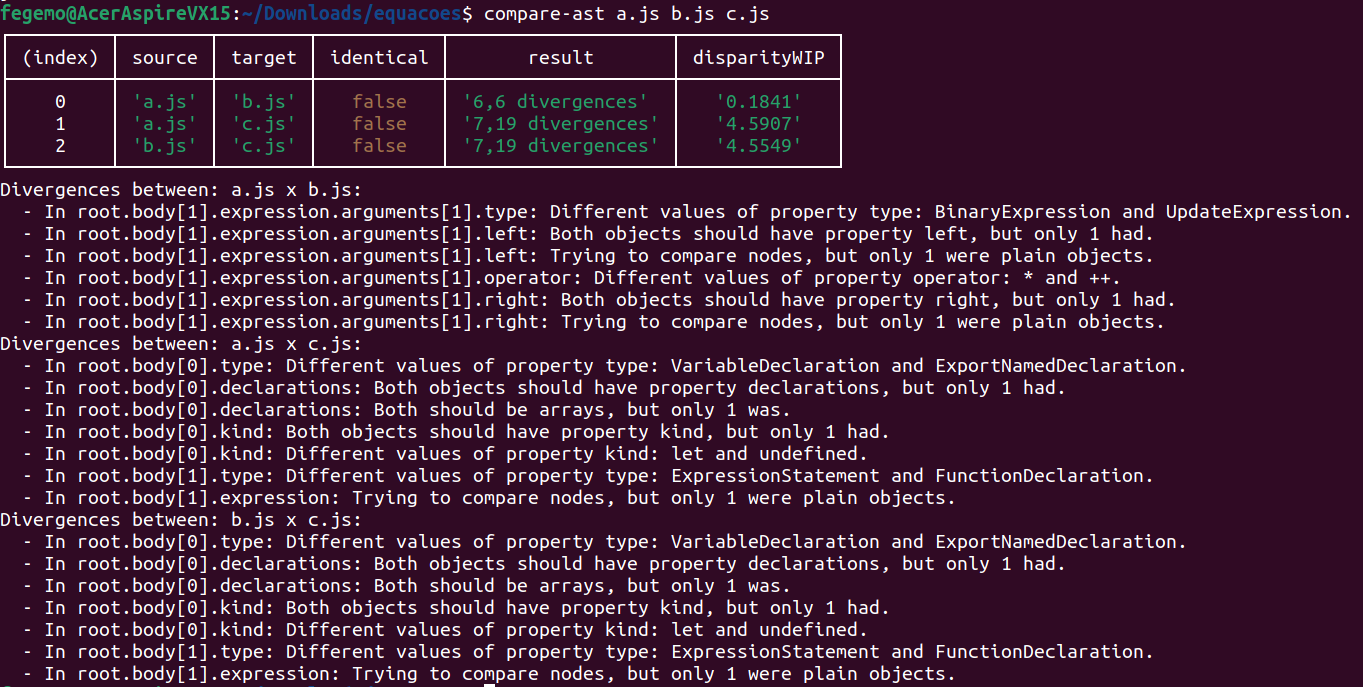 fegemo@AcerAspireVX15:~/Downloads/equacoes$ compare-ast a.js b.js c.js
(index) source target identical result disparityWIP
0 'a.js' 'b.js' false '6,6 divergences' '0.1841'
1 'a.js' 'c.js' false '7,19 divergences' '4.5907'
2 'b.js' 'c.js' false '7,19 divergences' '4.5549'
Divergences between: a.js x b.js:
- In root.body[1].expression.arguments[1].type: Different values of property type: BinaryExpression and UpdateExpression.
- In root.body[1].expression.arguments[1].left: Both objects should have property left, but only 1 had.
- In root.body[1].expression.arguments[1].left: Trying to compare nodes, but only 1 were plain objects.
- In root.body[1].expression.arguments[1].operator: Different values of property operator: * and ++.
- In root.body[1].expression.arguments[1].right: Both objects should have property right, but only 1 had.
- In root.body[1].expression.arguments[1].right: Trying to compare nodes, but only 1 were plain objects.
Divergences between: a.js x c.js:
- In root.body[0].type: Different values of property type: VariableDeclaration and ExportNamedDeclaration.
- In root.body[0].declarations: Both objects should have property declarations, but only 1 had.
- In root.body[0].declarations: Both should be arrays, but only 1 was.
- In root.body[0].kind: Both objects should have property kind, but only 1 had.
- In root.body[0].kind: Different values of property kind: let and undefined.
- In root.body[1].type: Different values of property type: ExpressionStatement and FunctionDeclaration.
- In root.body[1].expression: Trying to compare nodes, but only 1 were plain objects.
Divergences between: b.js x c.js:
- In root.body[0].type: Different values of property type: VariableDeclaration and ExportNamedDeclaration.
- In root.body[0].declarations: Both objects should have property declarations, but only 1 had.
- In root.body[0].declarations: Both should be arrays, but only 1 was.
- In root.body[0].kind: Both objects should have property kind, but only 1 had.
- In root.body[0].kind: Different values of property kind: let and undefined.
- In root.body[1].type: Different values of property type: ExpressionStatement and FunctionDeclaration.
- In root.body[1].expression: Trying to compare nodes, but only 1 were plain objects.